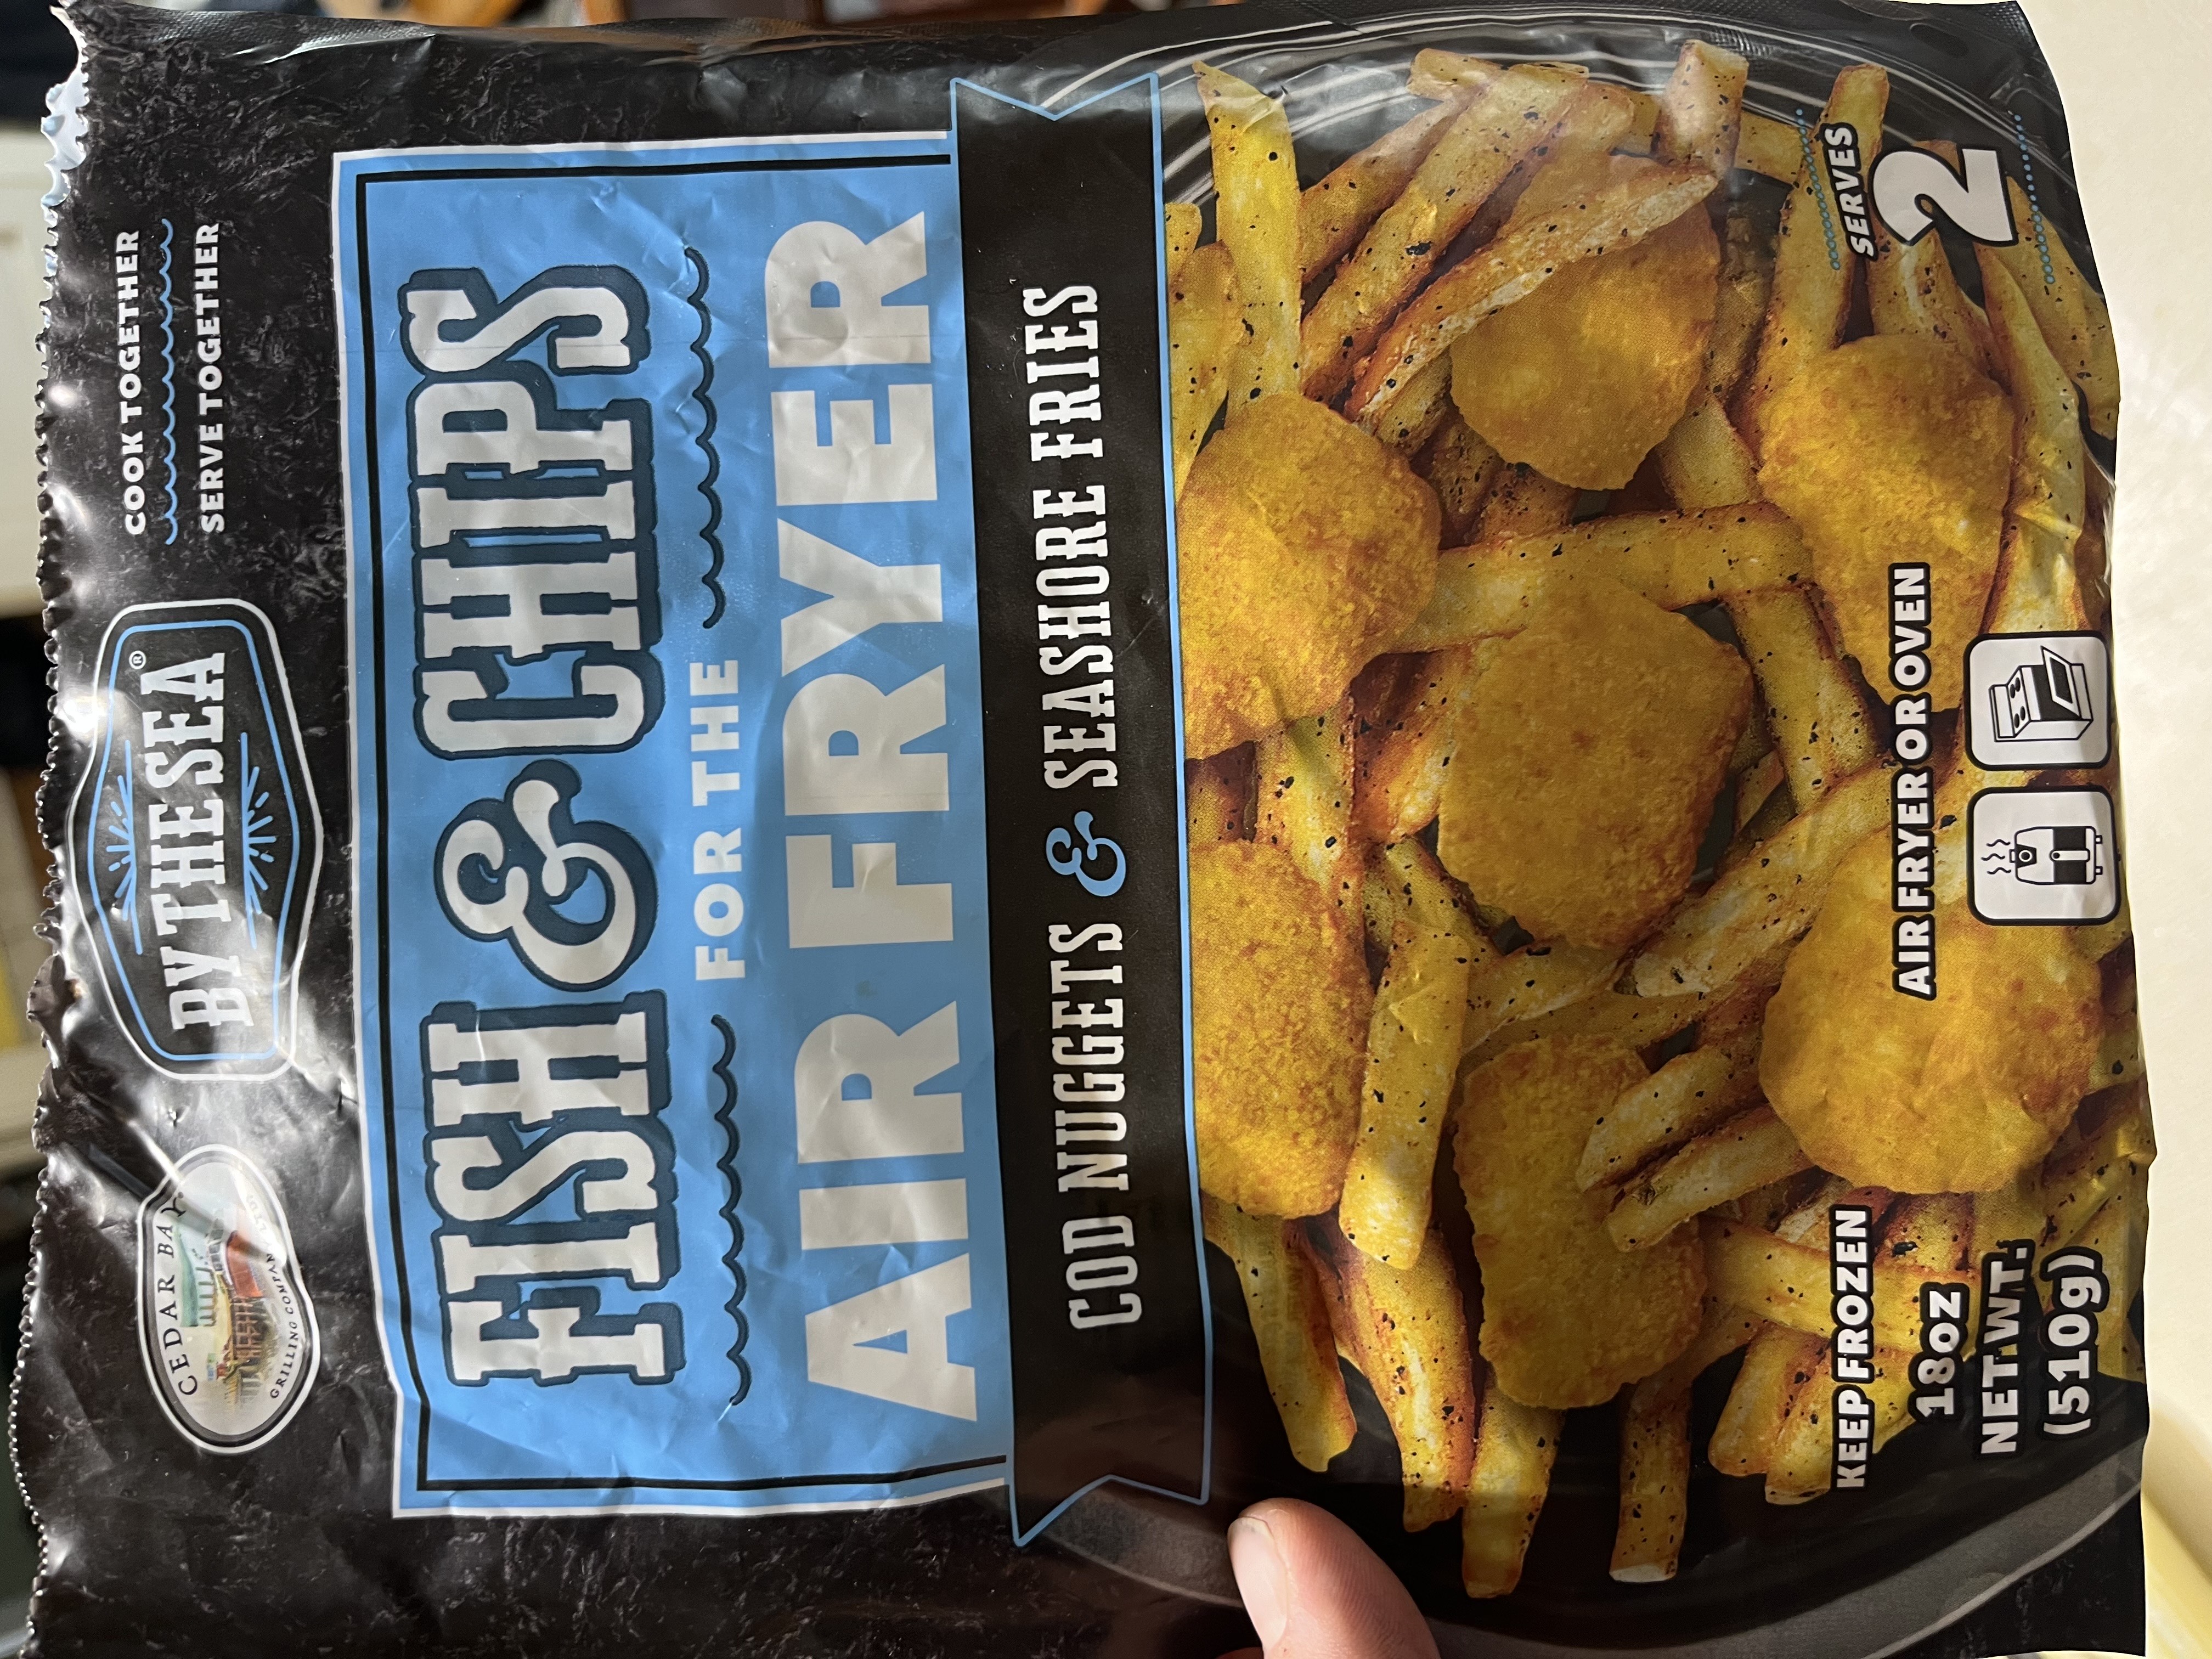 CEDAR BAY
GRILLING COMPANY LTD.
BY THE SEA®
COOK TOGETHER
SERVE TOGETHER
FISH & CHIPS
FOR THE
AIR FRYER
COD NUGGETS & SEASHORE FRIES
KEEP FROZEN
18oz
NET WT.
(510g)
AIR FRYER OR OVEN
SERVES
2